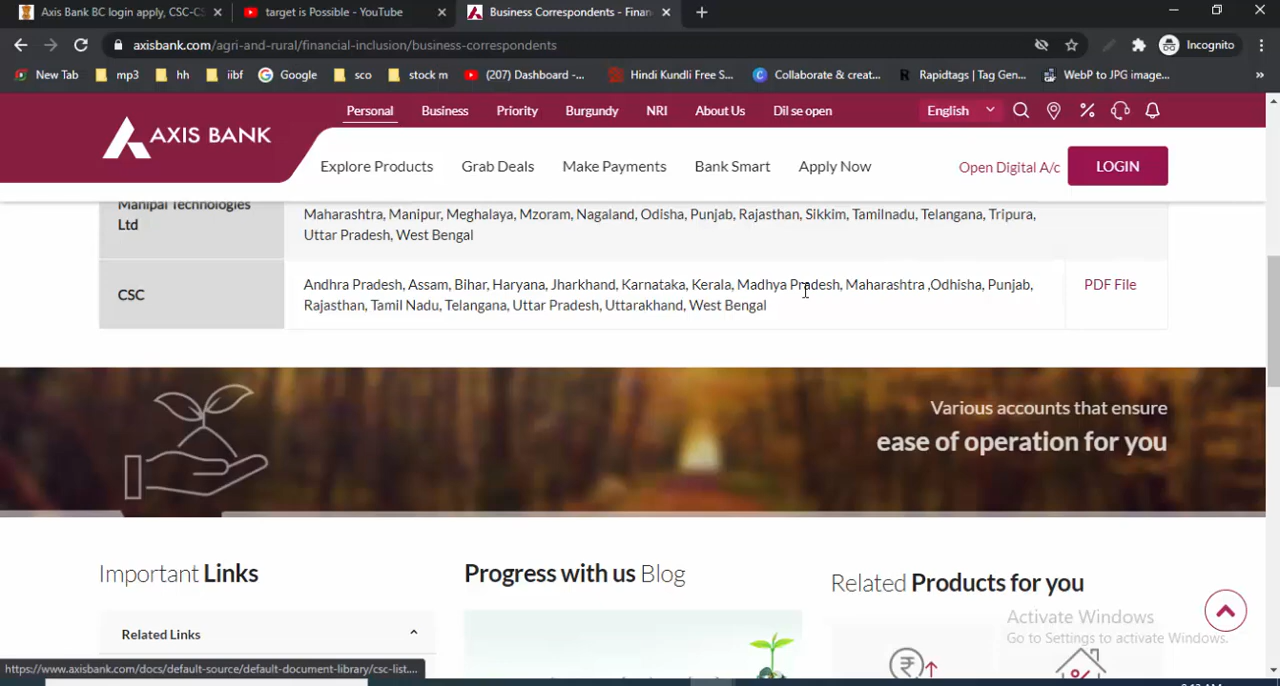 Axis Bank BC login apply, CSC-CS
target is Possible - YouTube
Business Correspondents - Finan
axisbank.com/agri-and-rural/financial-inclusion/business-correspondents
Incognito
New Tab
mp3
hh
iibf
Google
sco
stock m
(207) Dashboard -...
Hindi Kundli Free S...
Collaborate & creat...
Rapidtags | Tag Gen...
WebP to JPG image...
»
Personal
Business
Priority
Burgundy
NRI
About Us
Dil se open
English
AXIS BANK
Explore Products
Grab Deals
Make Payments
Bank Smart
Apply Now
Open Digital A/c
LOGIN
Manipal Technologies
Ltd
Maharashtra, Manipur, Meghalaya, Mzoram, Nagaland, Odisha, Punjab, Rajasthan, Sikkim, Tamilnadu, Telangana, Tripura,
Uttar Pradesh, West Bengal
CSC
Andhra Pradesh, Assam, Bihar, Haryana, Jharkhand, Karnataka, Kerala, Madhya Pradesh, Maharashtra ,Odhisha, Punjab,
Rajasthan, Tamil Nadu, Telangana, Uttar Pradesh, Uttarakhand, West Bengal
PDF File
Various accounts that ensure
ease of operation for you
Important Links
Progress with us Blog
Related Products for you
Related Links
Activate Windows
Go to Settings to activate Windows.
https://www.axisbank.com/docs/default-source/default-document-library/csc-list....